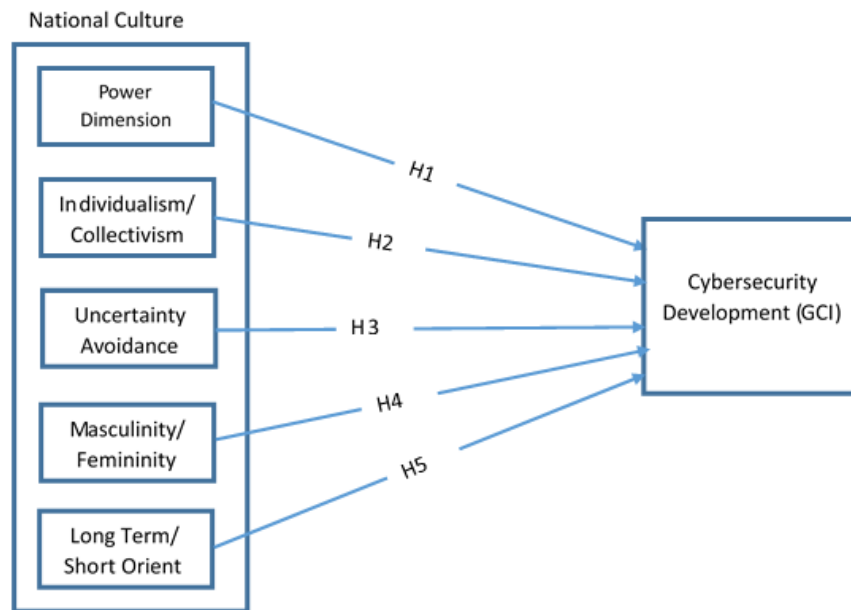 National Culture
Power
Dimension
H1
Individualism/
Collectivism
H2
Cybersecurity
Development (GCI)
Uncertainty
Avoidance
H3
Masculinity/
Femininity
H4
Long Term/
Short Orient
H5